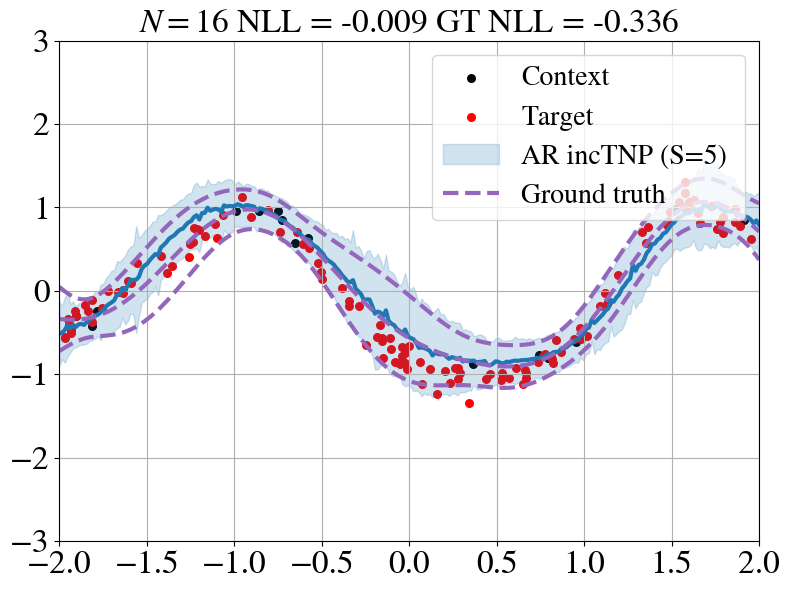 N = 16 NLL = -0.009 GT NLL = -0.336
3
2
1
0
−1
−2
−3
Context
Target
AR incTNP (S=5)
Ground truth
−2.0 −1.5 −1.0 −0.5 0.0 0.5 1.0 1.5 2.0